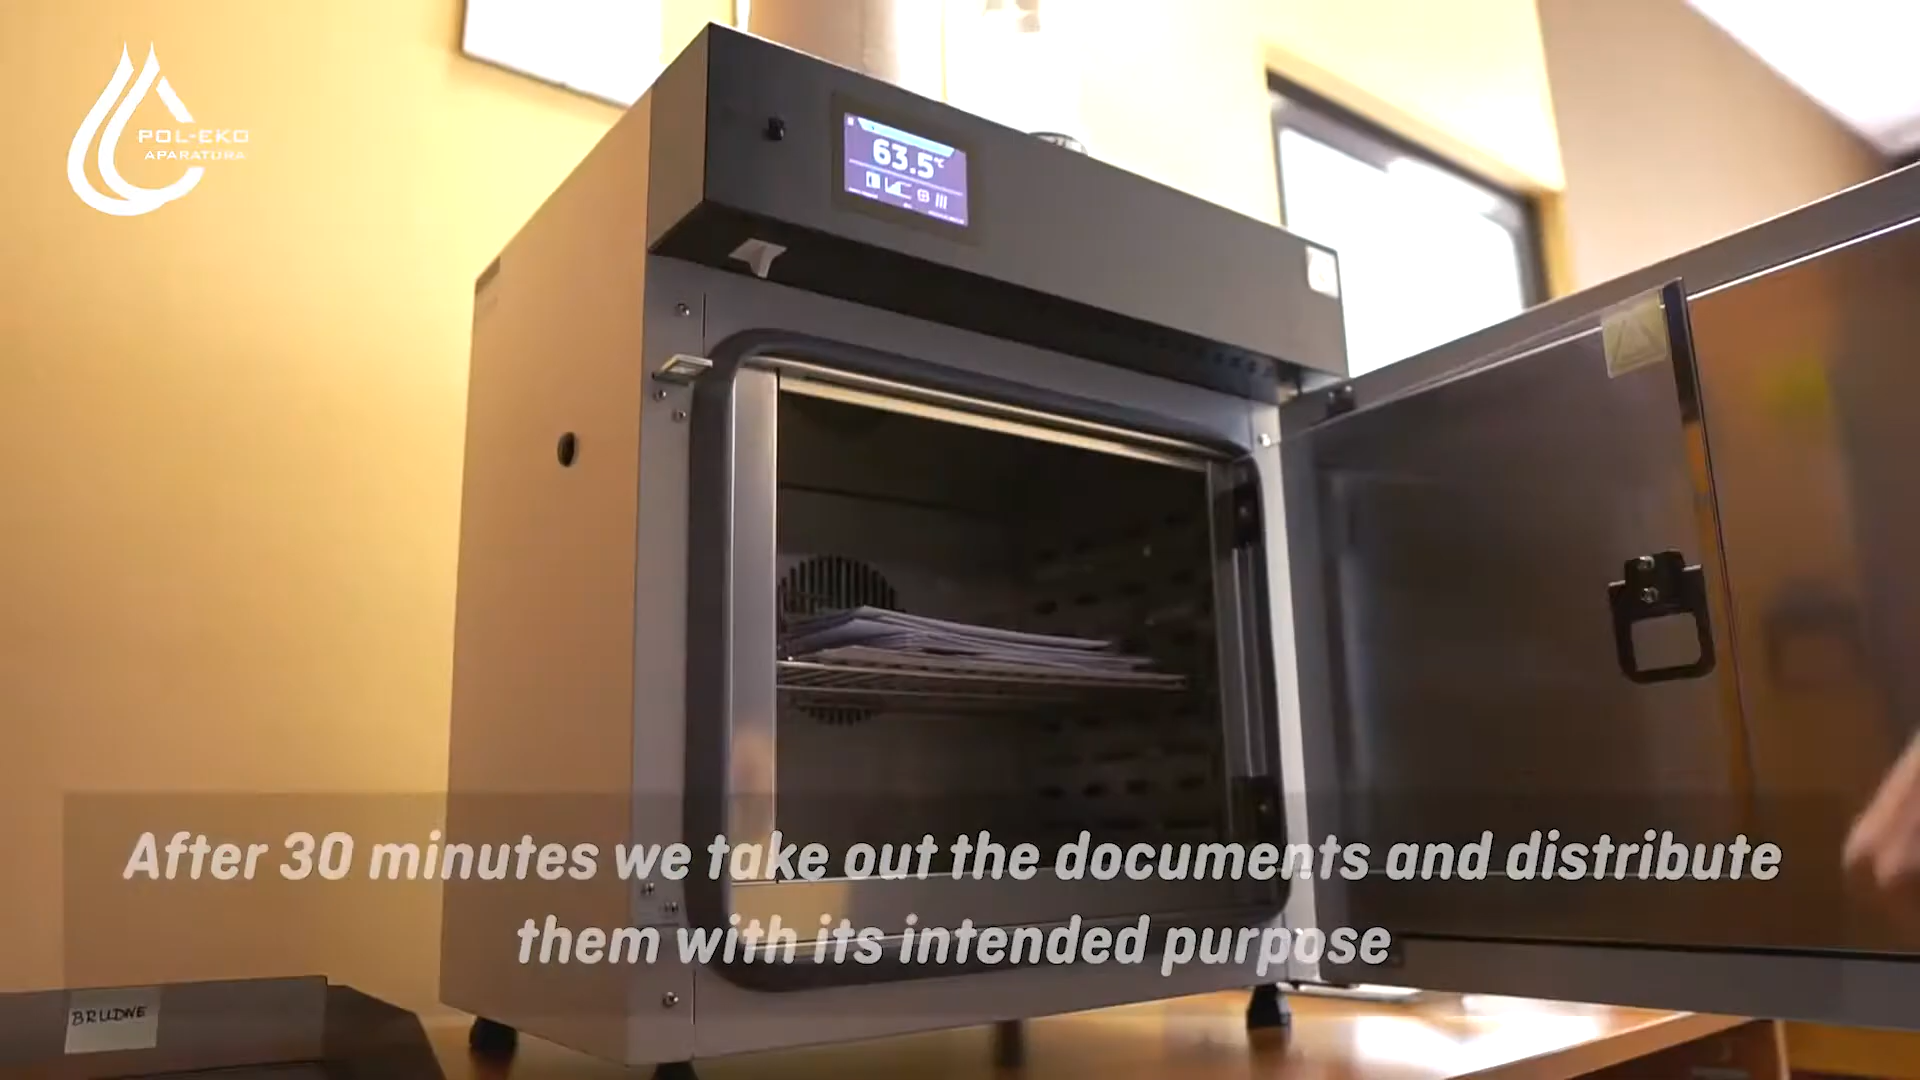 POL-EKO
APARATURA
63.5°C
After 30 minutes we take out the documents and distribute
them with its intended purpose
BRUDNE